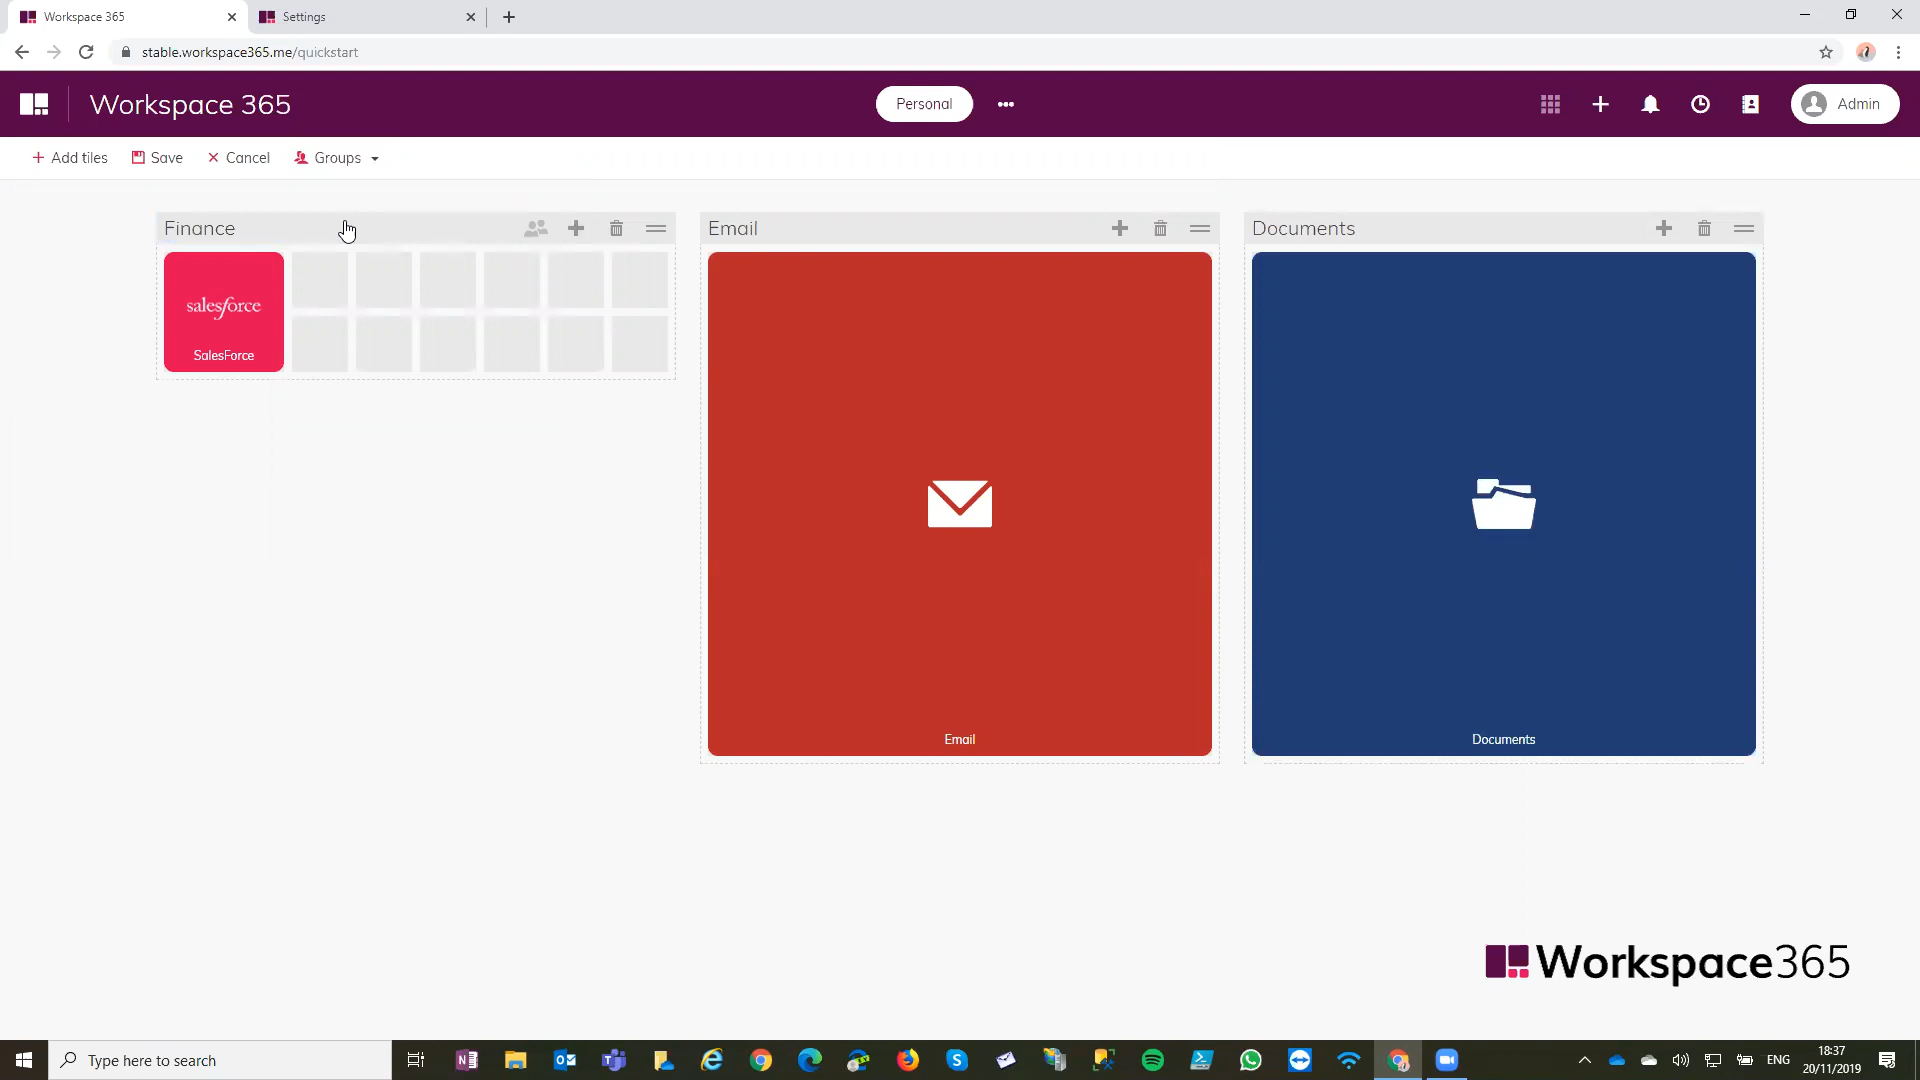 Workspace 365
Settings
stable.workspace365.me/quickstart
Workspace 365
Personal
Admin
Add tiles
Save
Cancel
Groups
Finance
Email
Documents
salesforce
SalesForce
Email
Documents
Workspace365
Type here to search
ENG
18:37
20/11/2019